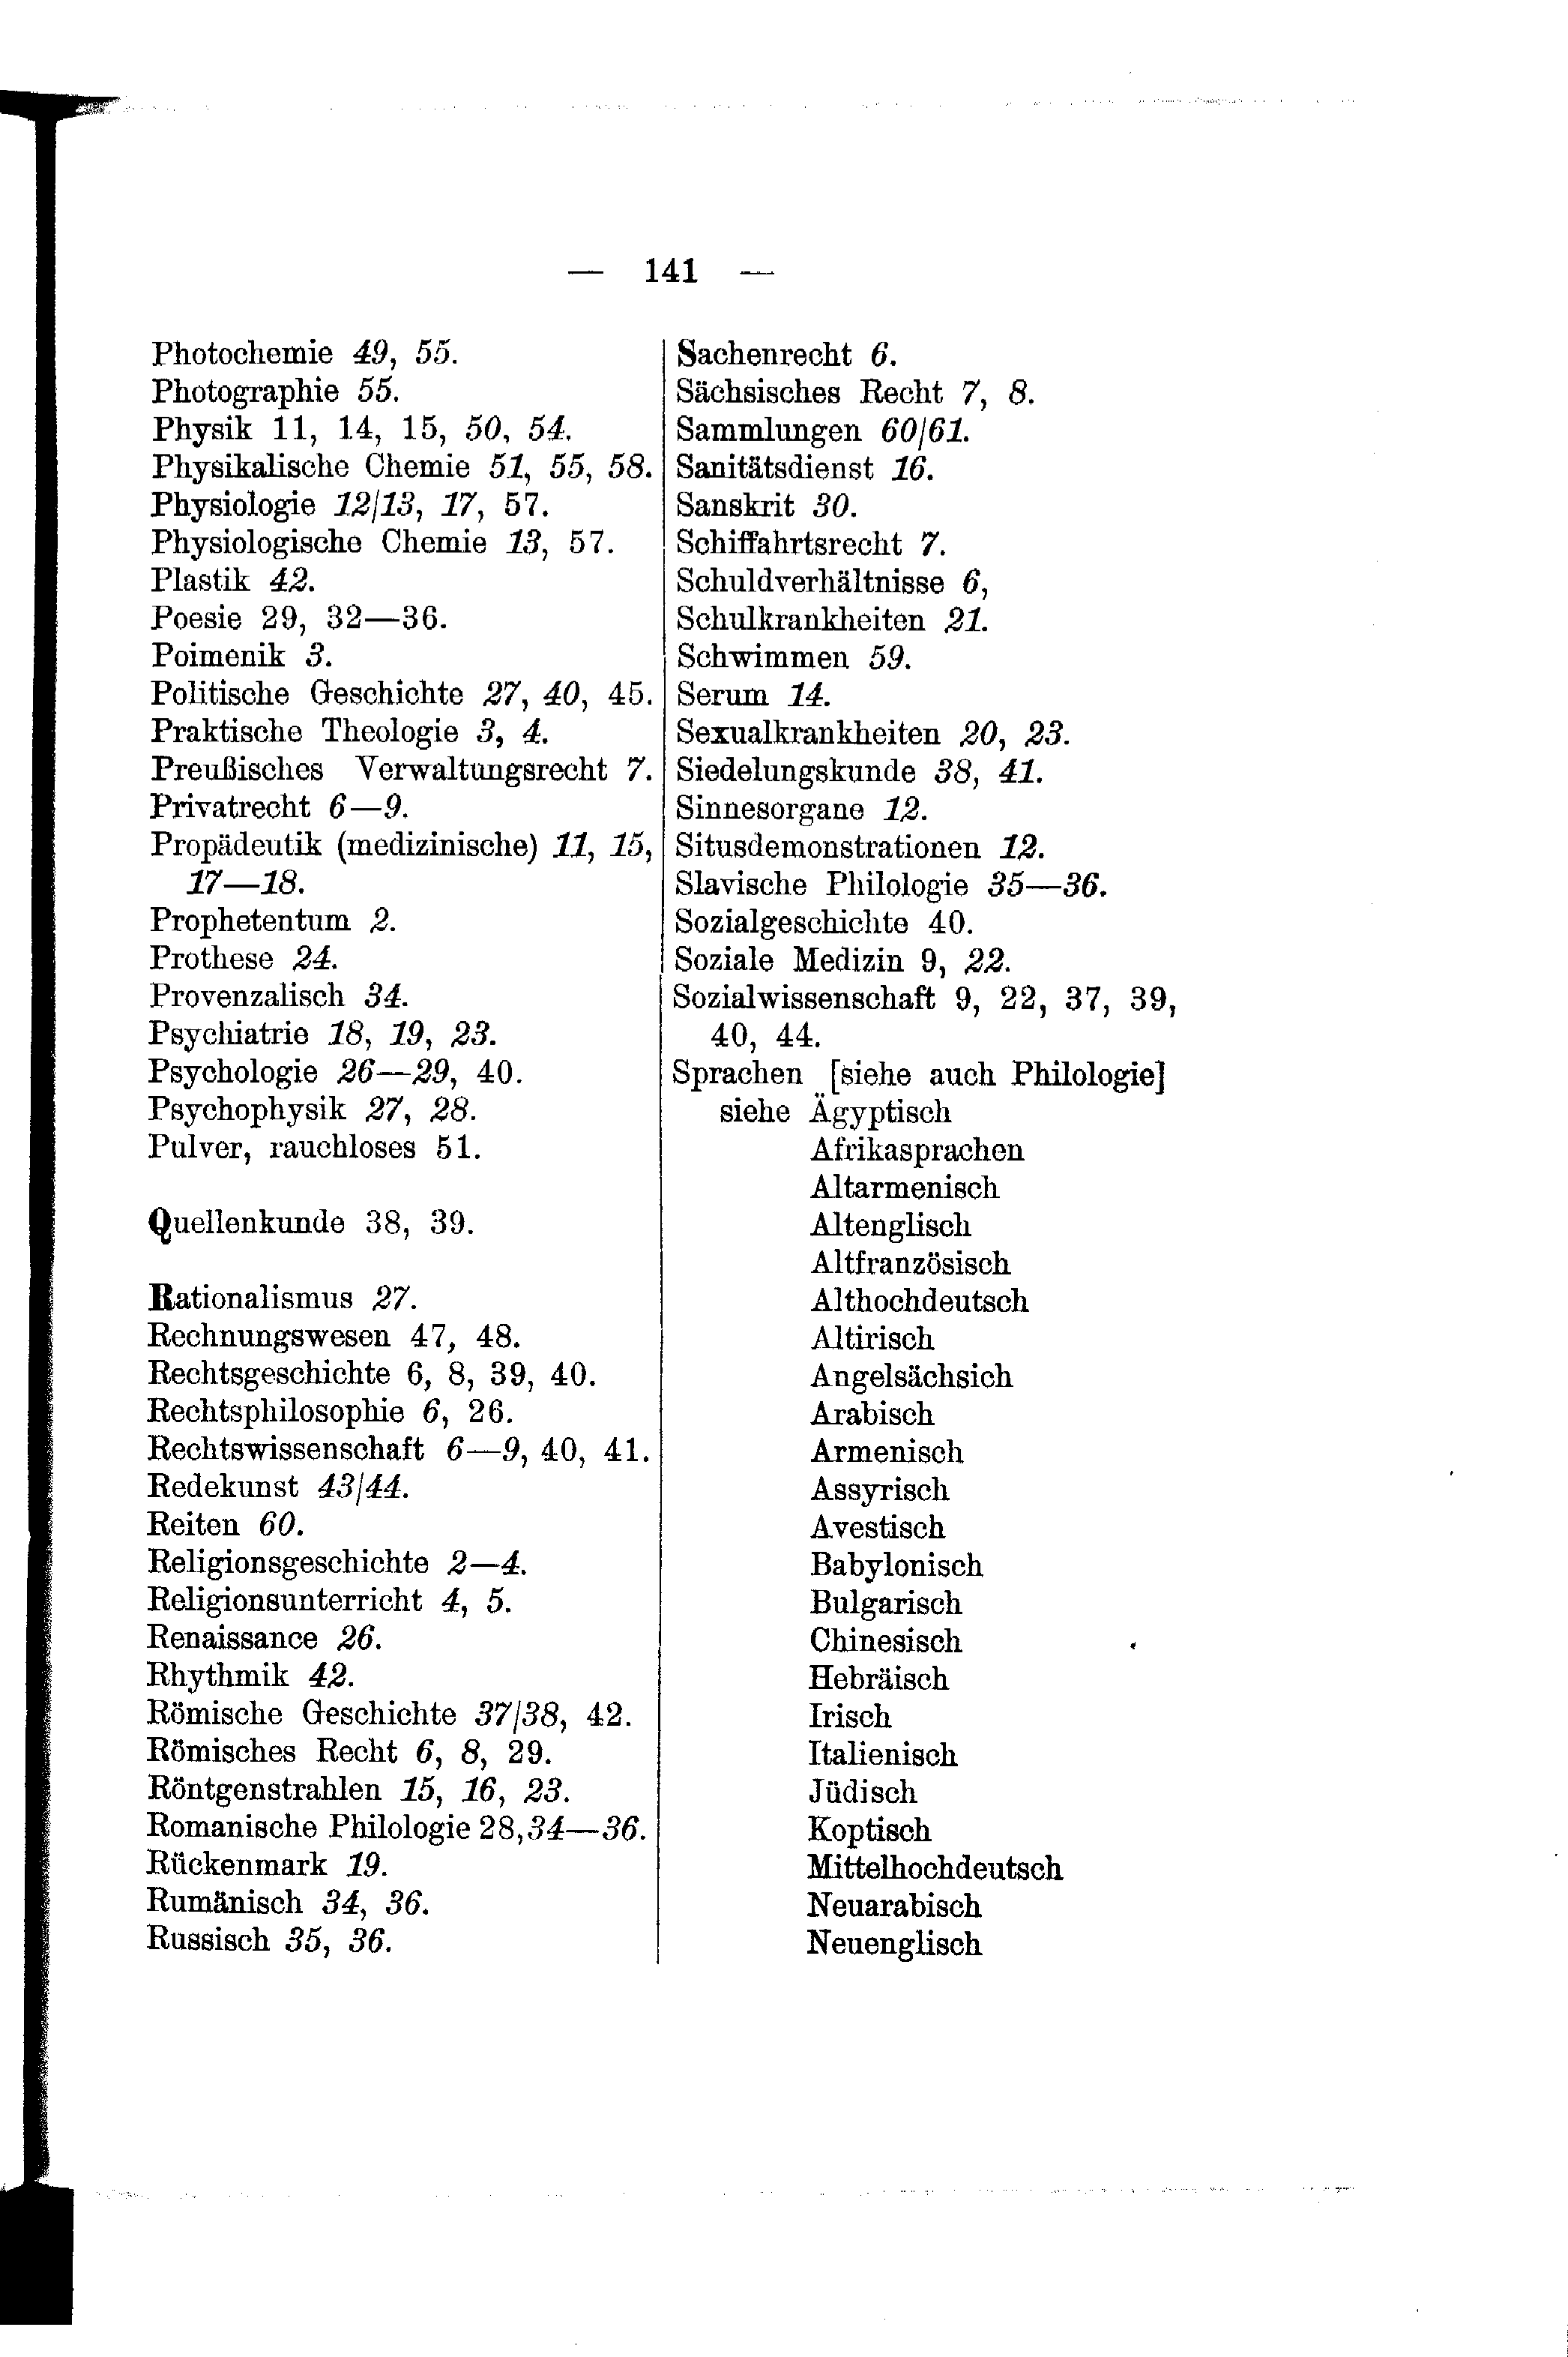 — 141 —
Photochemie 49, 55.
Photographie 55.
Physik 11, 14, 15, 50, 54.
Physikalische Chemie 51, 55, 58.
Physiologie 12/13, 17, 57.
Physiologische Chemie 13, 57.
Plastik 42.
Poesie 29, 32—36.
Poimenik 3.
Politische Geschichte 27, 40, 45.
Praktische Theologie 3, 4.
Preußisches Verwaltungsrecht 7.
Privatrecht 6—9.
Propädeutik (medizinische) 11, 15,
17—18.
Prophetentum 2.
Prothese 24.
Provenzalisch 34.
Psychiatrie 18, 19, 23.
Psychologie 26—29, 40.
Psychophysik 27, 28.
Pulver, rauchloses 51.
Quellenkunde 38, 39.
Rationalismus 27.
Rechnungswesen 47, 48.
Rechtsgeschichte 6, 8, 39, 40.
Rechtsphilosophie 6, 26.
Rechtswissenschaft 6—9, 40, 41.
Redekunst 43/44.
Reiten 60.
Religionsgeschichte 2—4.
Religionsunterricht 4, 5.
Renaissance 26.
Rhythmik 42.
Römische Geschichte 37/38, 42.
Römisches Recht 6, 8, 29.
Röntgenstrahlen 15, 16, 23.
Romanische Philologie 28, 34—36.
Rückenmark 19.
Rumänisch 34, 36.
Russisch 35, 36.
Sachenrecht 6.
Sächsisches Recht 7, 8.
Sammlungen 60/61.
Sanitätsdienst 16.
Sanskrit 30.
Schiffahrtsrecht 7.
Schuldverhältnisse 6,
Schulkrankheiten 21.
Schwimmen 59.
Serum 14.
Sexualkrankheiten 20, 23.
Siedelungskunde 38, 41.
Sinnesorgane 12.
Situsdemonstrationen 12.
Slavische Philologie 35—36.
Sozialgeschichte 40.
Soziale Medizin 9, 22.
Sozialwissenschaft 9, 22, 37, 39,
40, 44.
Sprachen [siehe auch Philologie]
siehe Ägyptisch
Afrikasprachen
Altarmenisch
Altenglisch
Altfranzösisch
Althochdeutsch
Altirisch
Angelsächsich
Arabisch
Armenisch
Assyrisch
Avestisch
Babylonisch
Bulgarisch
Chinesisch
Hebräisch
Irisch
Italienisch
Jüdisch
Koptisch
Mittelhochdeutsch
Neuarabisch
Neuenglisch